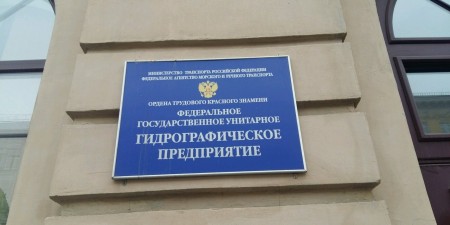 МИНИСТЕРСТВО ТРАНСПОРТА РОССИЙСКОЙ ФЕДЕРАЦИИ
ФЕДЕРАЛЬНОЕ АГЕНТСТВО МОРСКОГО И РЕЧНОГО ТРАНСПОРТА
ОРДЕНА ТРУДОВОГО КРАСНОГО ЗНАМЕНИ
ФЕДЕРАЛЬНОЕ
ГОСУДАРСТВЕННОЕ УНИТАРНОЕ
ГИДРОГРАФИЧЕСКОЕ
ПРЕДПРИЯТИЕ